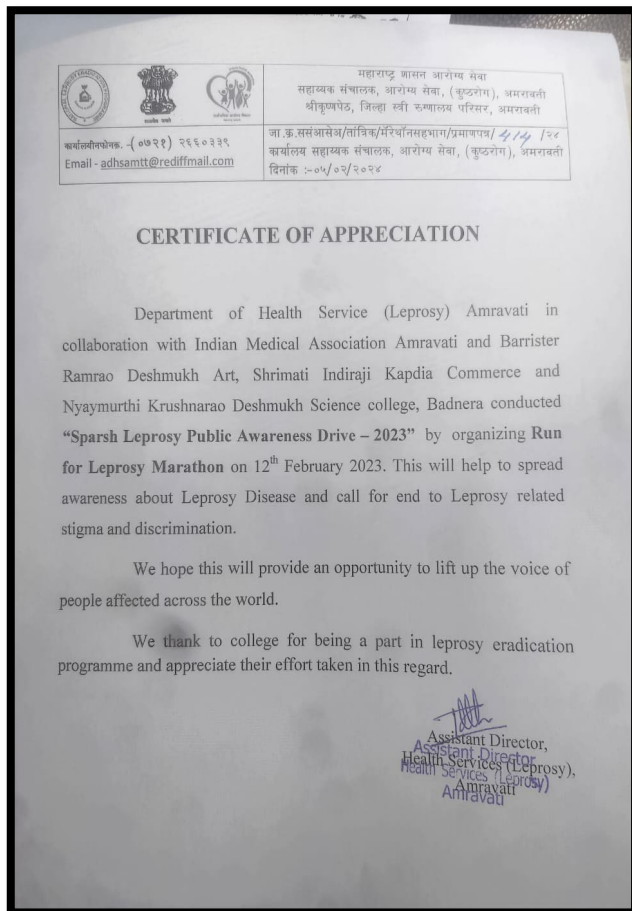 महाराष्ट्र शासन आरोग्य सेवा
सहाय्यक संचालक, आरोग्य सेवा, (कुष्ठरोग), अमरावती
श्रीकृष्णपेठ, जिल्हा स्त्री रुग्णालय परिसर, अमरावती
कार्यालयीनफोनक्र. -(०७२१) २६६०३३९
Email - adhsamtt@rediffmail.com
जा.क्र.ससंआसेअ/तांत्रिक/मॅरेथॉनसहभाग/प्रमाणपत्र/ 414 /२४
कार्यालय सहाय्यक संचालक, आरोग्य सेवा, (कुष्ठरोग), अमरावती
दिनांक :-०५/०२/२०२४
CERTIFICATE OF APPRECIATION
Department of Health Service (Leprosy) Amravati in
collaboration with Indian Medical Association Amravati and Barrister
Ramrao Deshmukh Art, Shrimati Indiraji Kapdia Commerce and
Nyaymurthi Krushnarao Deshmukh Science college, Badnera conducted
“Sparsh Leprosy Public Awareness Drive – 2023” by organizing Run
for Leprosy Marathon on 12th February 2023. This will help to spread
awareness about Leprosy Disease and call for end to Leprosy related
stigma and discrimination.
We hope this will provide an opportunity to lift up the voice of
people affected across the world.
We thank to college for being a part in leprosy eradication
programme and appreciate their effort taken in this regard.
Assistant Director,
Health Services (Leprosy),
Amravati
Assistant Director
Health Services (Leprosy)
Amravati